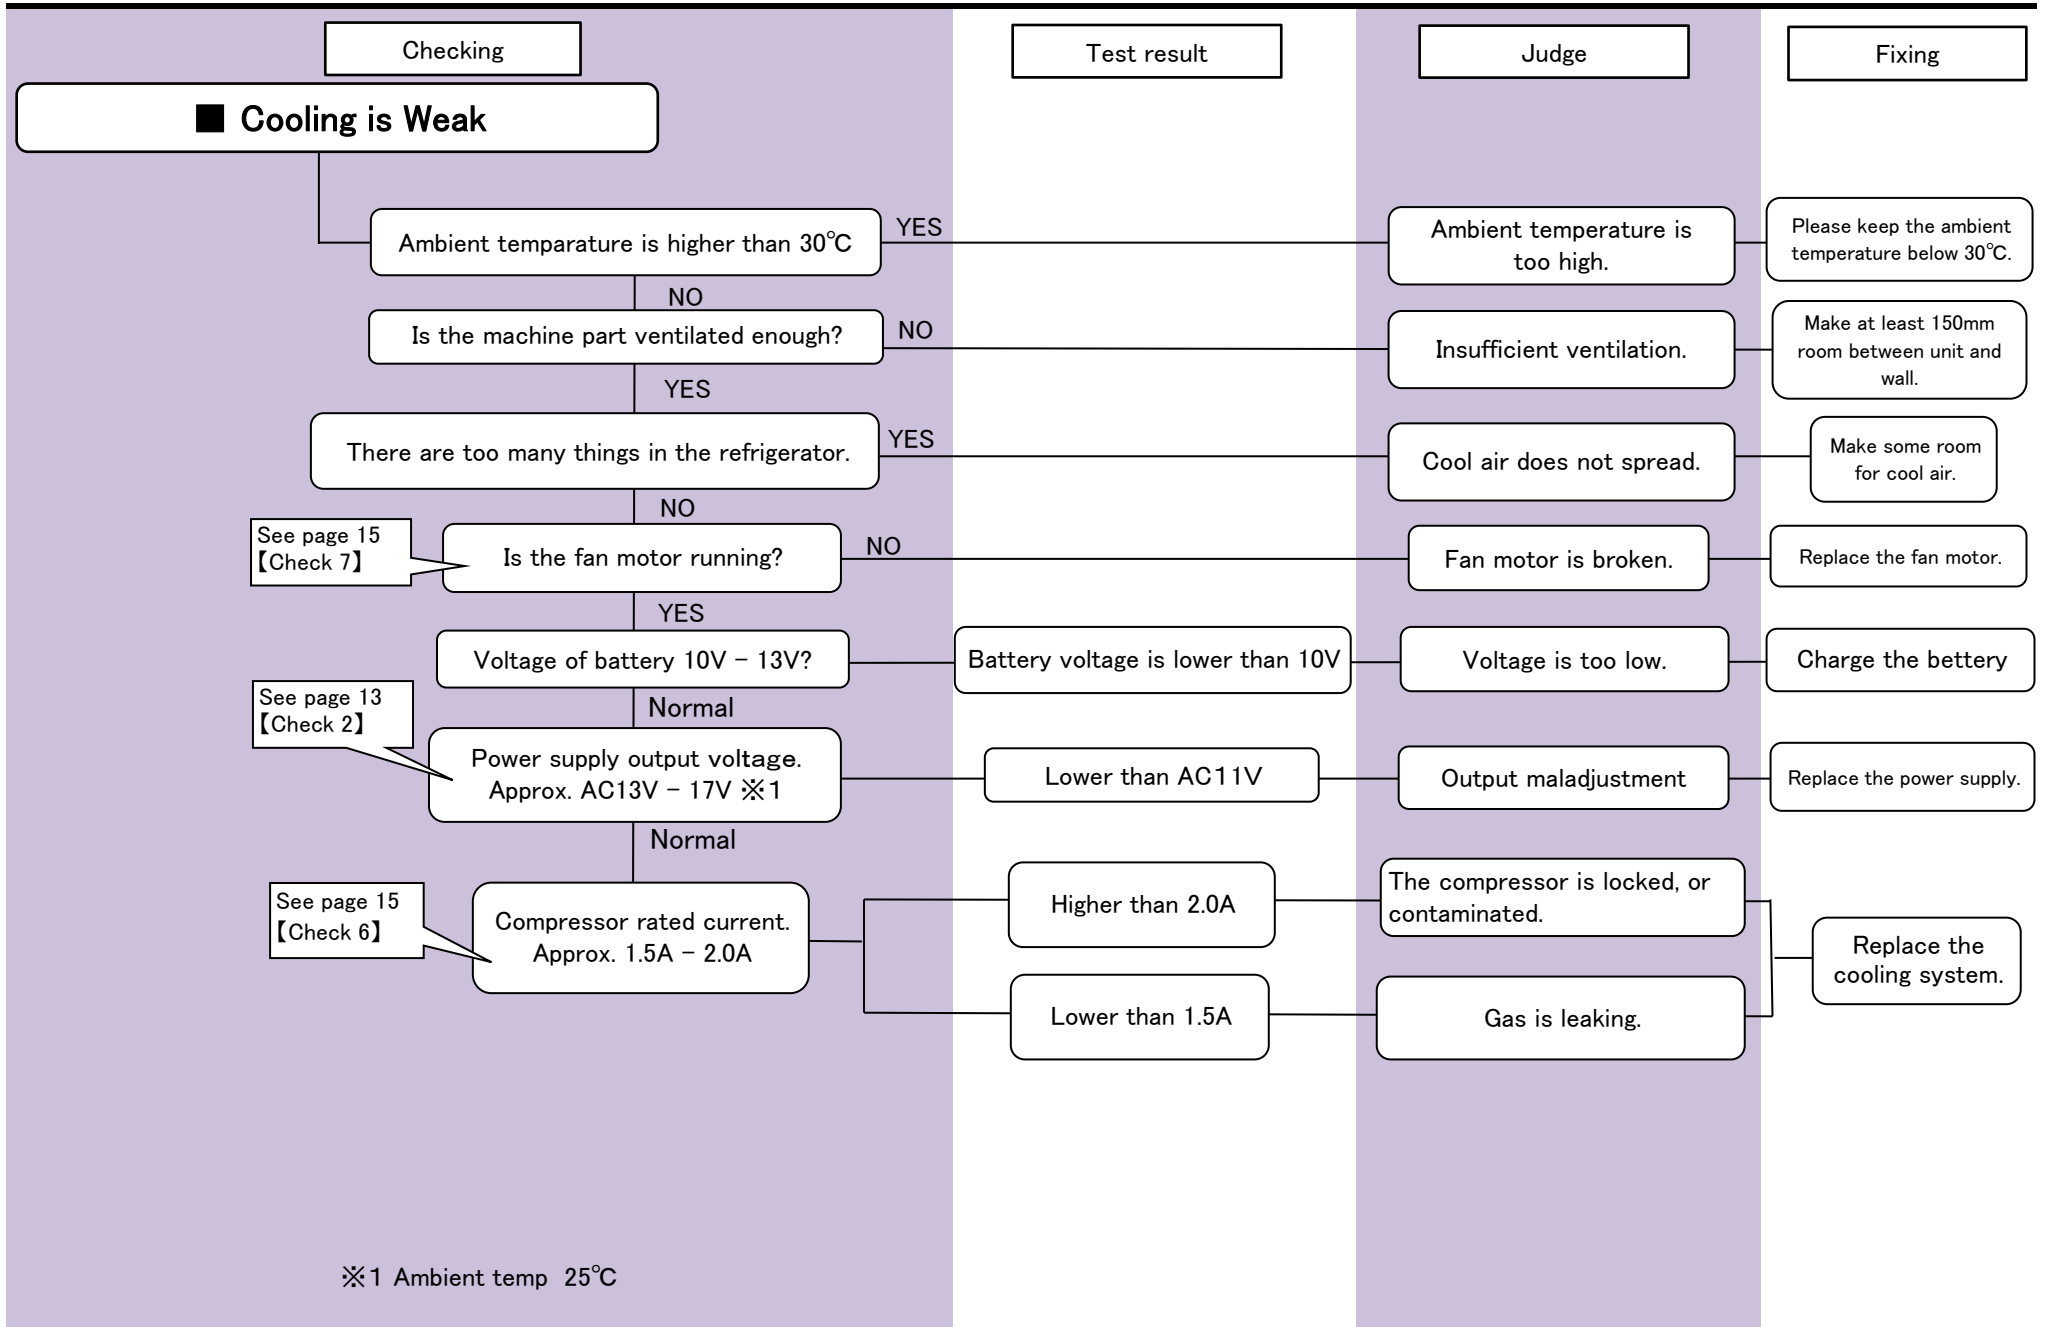 Checking
Test result
Judge
Fixing
■ Cooling is Weak
Ambient temparature is higher than 30℃
YES
Ambient temperature is
too high.
Please keep the ambient
temperature below 30℃.
NO
Is the machine part ventilated enough?
NO
Insufficient ventilation.
Make at least 150mm
room between unit and
wall.
YES
There are too many things in the refrigerator.
YES
Cool air does not spread.
Make some room
for cool air.
NO
See page 15
【Check 7】
Is the fan motor running?
NO
Fan motor is broken.
Replace the fan motor.
YES
Voltage of battery 10V - 13V?
Battery voltage is lower than 10V
Voltage is too low.
Charge the bettery
Normal
See page 13
【Check 2】
Power supply output voltage.
Approx. AC13V - 17V ※1
Lower than AC11V
Output maladjustment
Replace the power supply.
Normal
See page 15
【Check 6】
Compressor rated current.
Approx. 1.5A - 2.0A
Higher than 2.0A
The compressor is locked, or
contaminated.
Replace the
cooling system.
Lower than 1.5A
Gas is leaking.
※1 Ambient temp 25℃